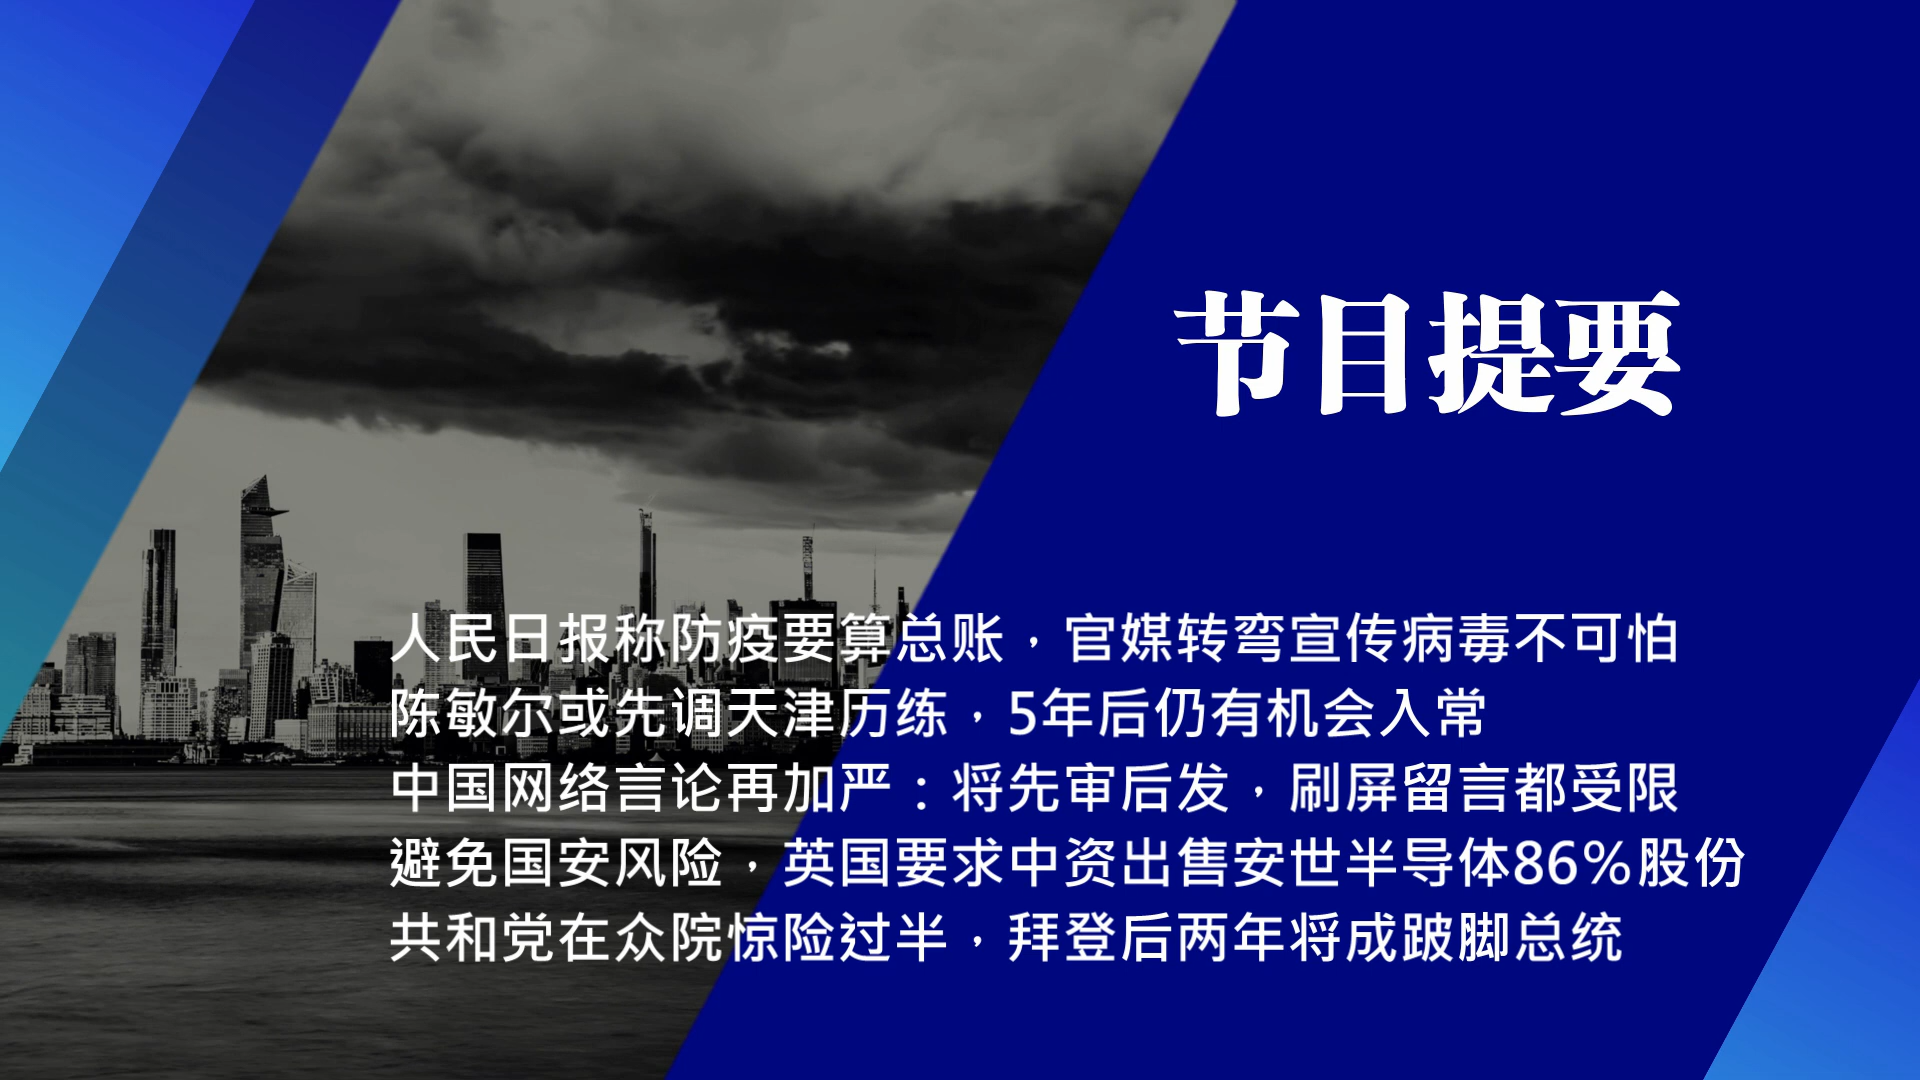 节目提要
人民日报称防疫要算总账，官媒转弯宣传病毒不可怕
陈敏尔或先调天津历练，5年后仍有机会入常
中国网络言论再加严：将先审后发，刷屏留言都受限
避免国安风险，英国要求中资出售安世半导体86%股份
共和党在众院惊险过半，拜登后两年将成跛脚总统